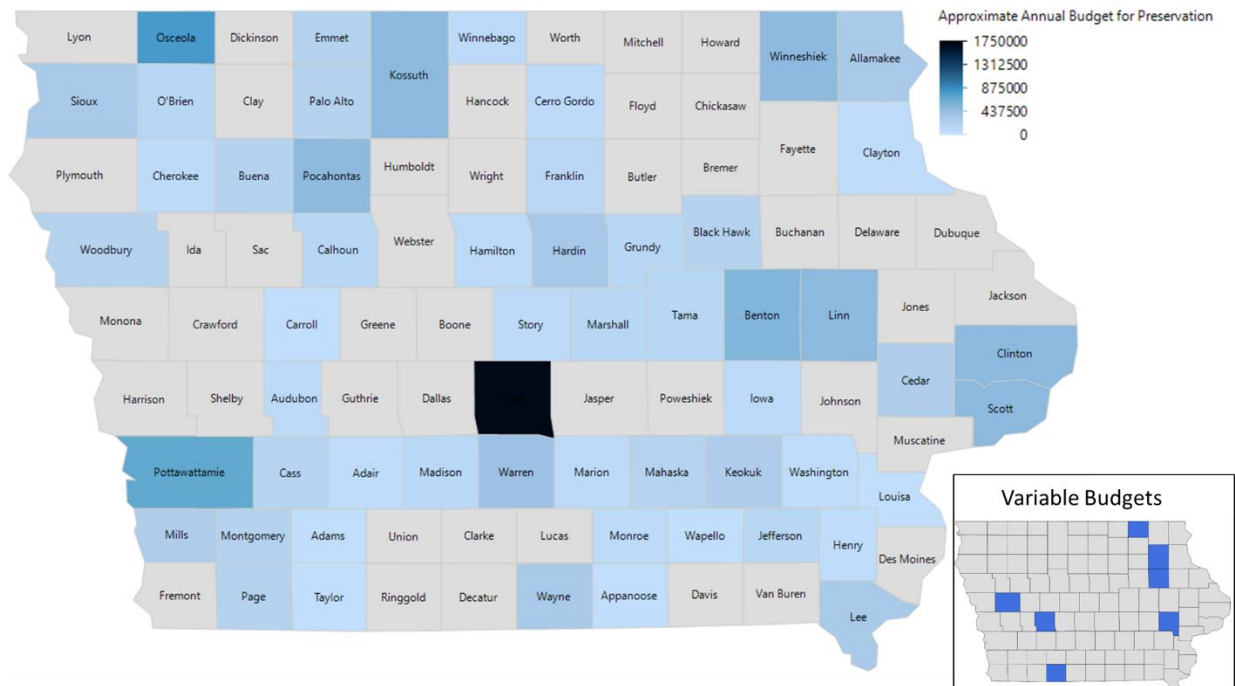 Approximate Annual Budget for Preservation
1750000
1312500
875000
437500
0
Lyon Osceola Dickinson Emmet Winnebago Worth Mitchell Howard Winneshiek Allamakee
Kossuth
Sioux O'Brien Clay Palo Alto Hancock Cerro Gordo Floyd Chickasaw
Fayette Clayton
Plymouth Cherokee Buena Pocahontas Humboldt Wright Franklin Butler Bremer
Woodbury Ida Sac Calhoun Webster Hamilton Hardin Grundy Black Hawk Buchanan Delaware Dubuque
Monona Crawford Carroll Greene Boone Story Marshall Tama Benton Linn Jones Jackson
Clinton
Harrison Shelby Audubon Guthrie Dallas Jasper Poweshiek Iowa Johnson Cedar Scott
Muscatine
Pottawattamie Cass Adair Madison Warren Marion Mahaska Keokuk Washington Louisa
Mills Montgomery Adams Union Clarke Lucas Monroe Wapello Jefferson Henry Des Moines
Fremont Page Taylor Ringgold Decatur Wayne Appanoose Davis Van Buren Lee
Variable Budgets